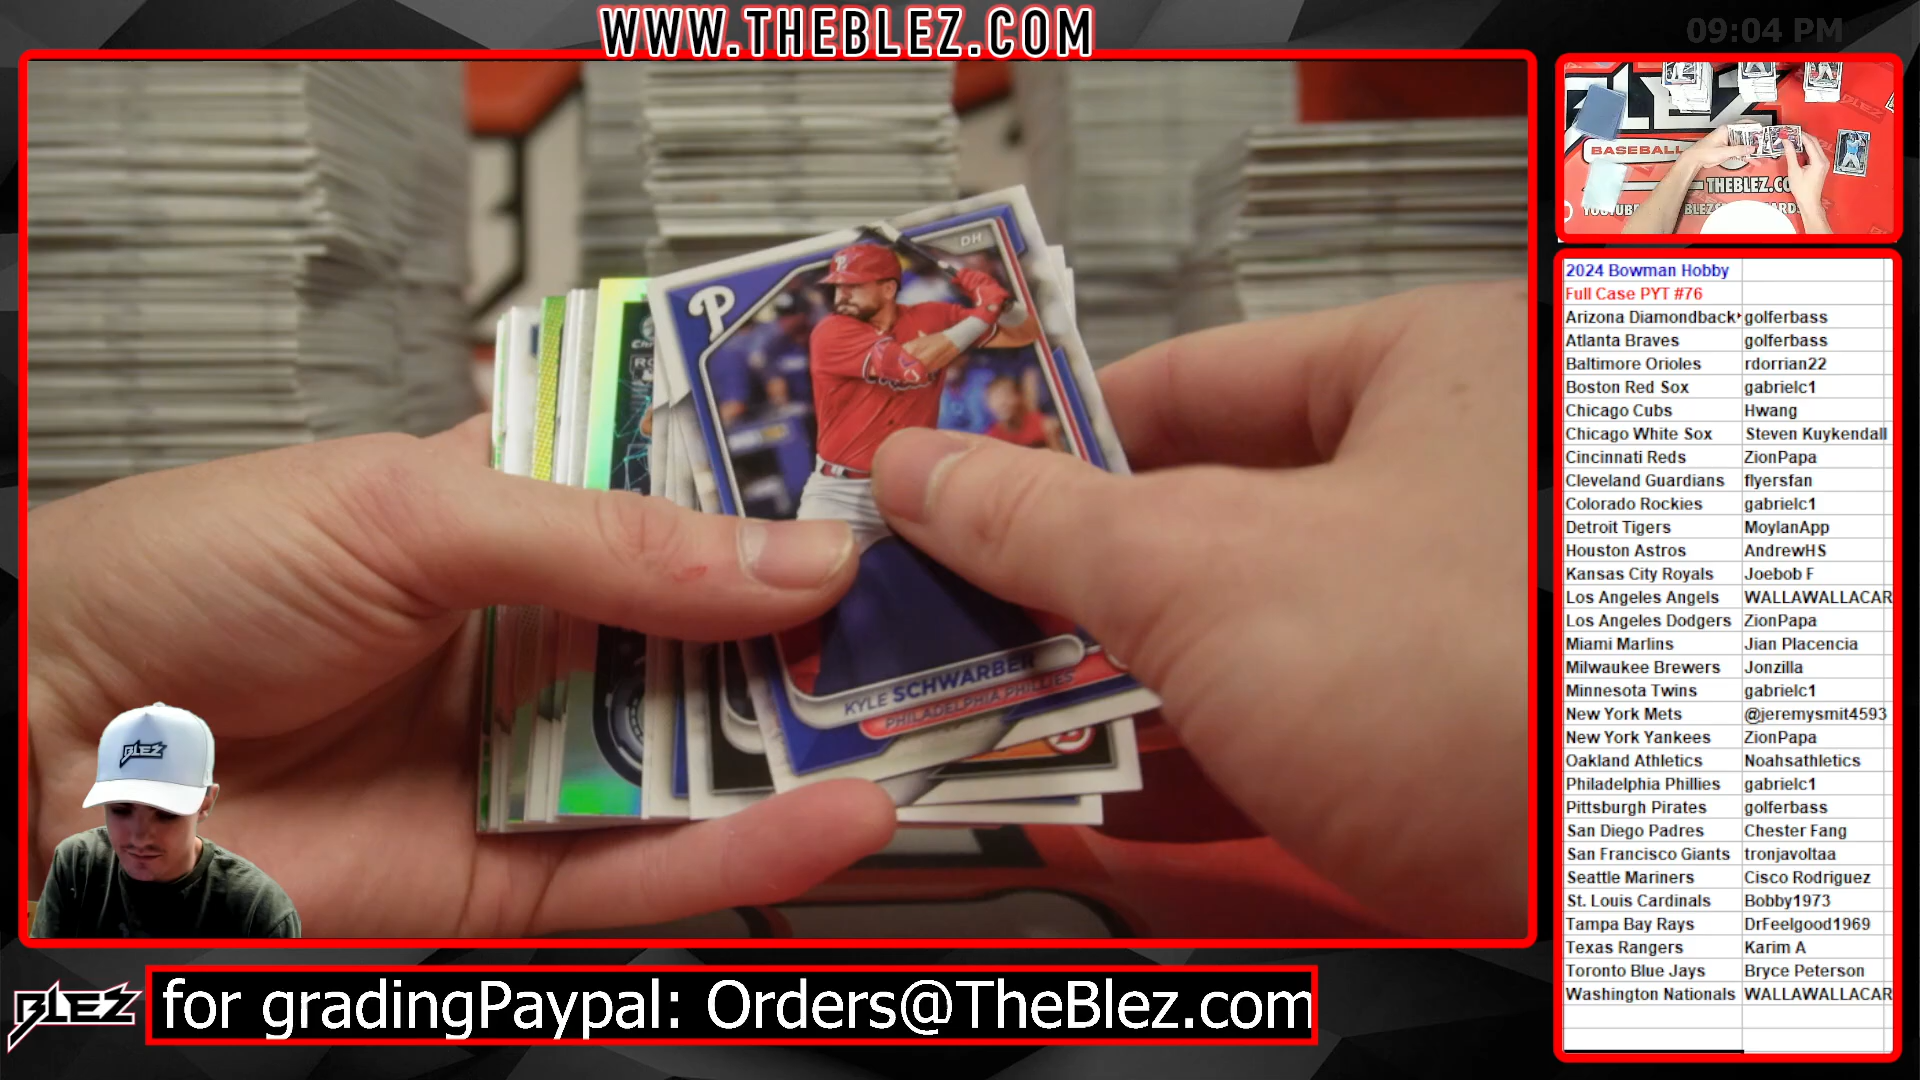 WWW.THEBLEZ.COM
09:04 PM
P
DH
KYLE SCHWARBER
PHILADELPHIA PHILLIES
BLEZ
BASEBALL
THEBLEZ.CO
2024 Bowman Hobby
Full Case PYT #76
Arizona Diamondback golferbass
Atlanta Braves golferbass
Baltimore Orioles rdorrian22
Boston Red Sox gabrielc1
Chicago Cubs Hwang
Chicago White Sox Steven Kuykendall
Cincinnati Reds ZionPapa
Cleveland Guardians flyersfan
Colorado Rockies gabrielc1
Detroit Tigers MoylanApp
Houston Astros AndrewHS
Kansas City Royals Joebob F
Los Angeles Angels WALLAWALLACAR
Los Angeles Dodgers ZionPapa
Miami Marlins Jian Placencia
Milwaukee Brewers Jonzilla
Minnesota Twins gabrielc1
New York Mets @jeremysmit4593
New York Yankees ZionPapa
Oakland Athletics Noahsathletics
Philadelphia Phillies gabrielc1
Pittsburgh Pirates golferbass
San Diego Padres Chester Fang
San Francisco Giants tronjavoltaa
Seattle Mariners Cisco Rodriguez
St. Louis Cardinals Bobby1973
Tampa Bay Rays DrFeelgood1969
Texas Rangers Karim A
Toronto Blue Jays Bryce Peterson
Washington Nationals WALLAWALLACAR
BLEZ
for gradingPaypal: Orders@TheBlez.com